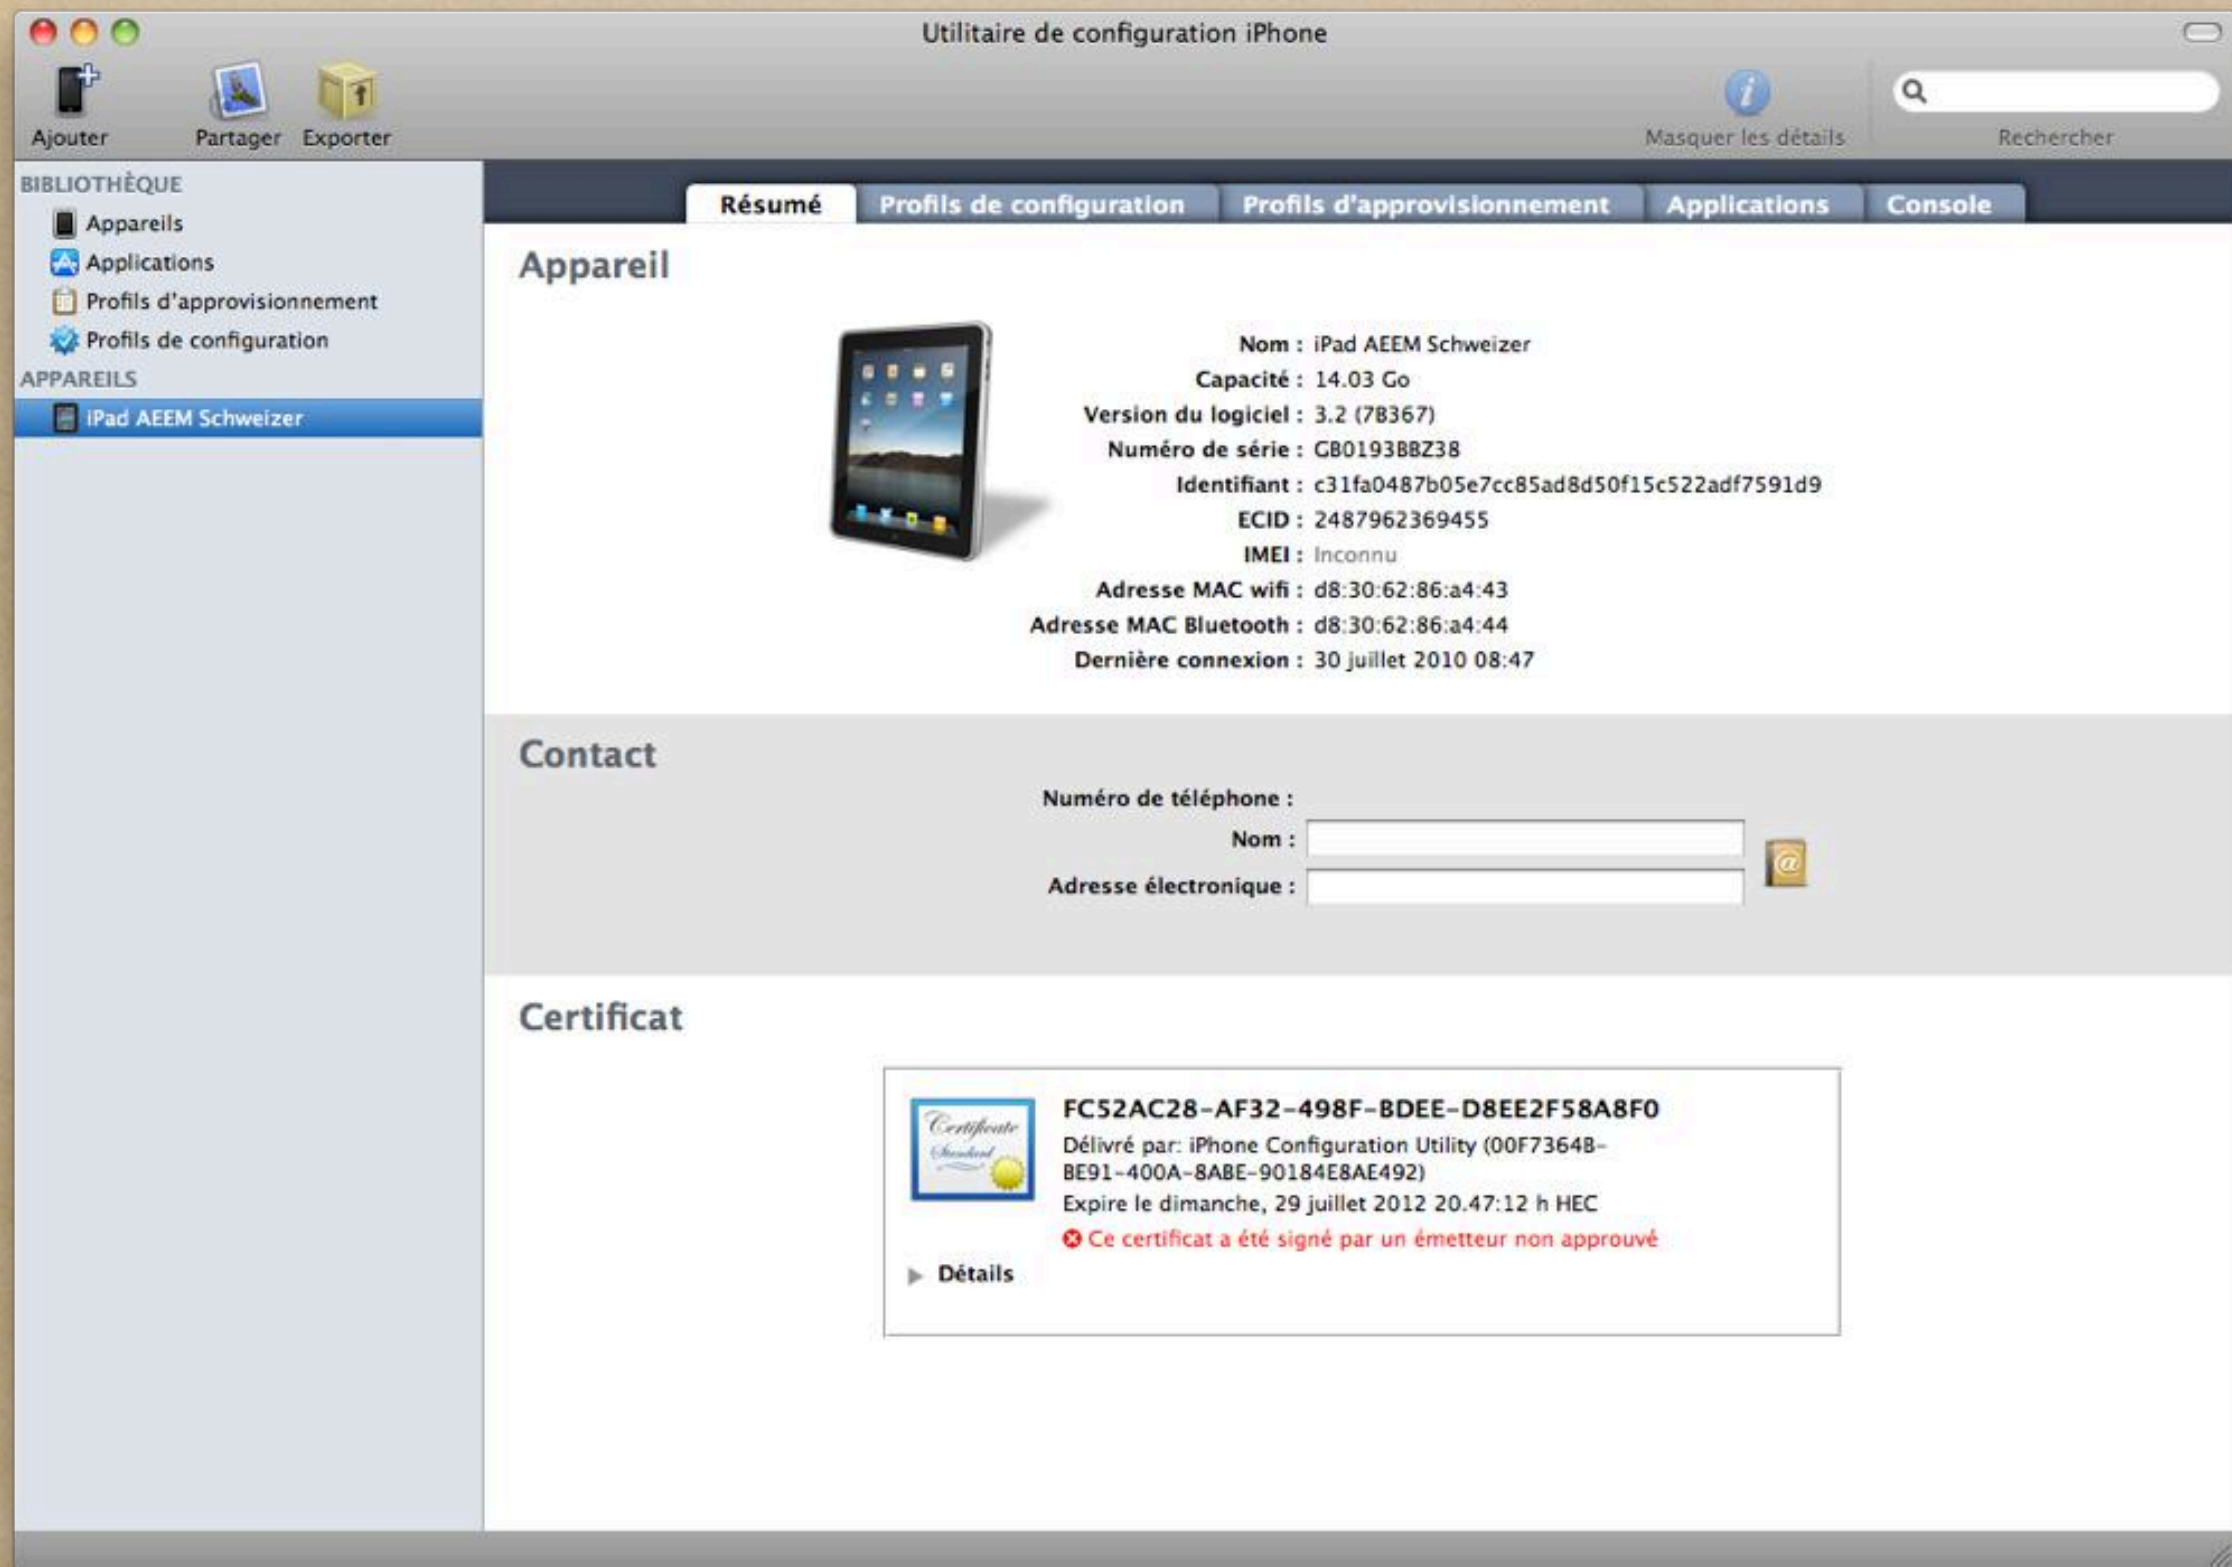 Utilitaire de configuration iPhone
Ajouter Partager Exporter Masquer les détails Rechercher
BIBLIOTHÈQUE
Appareils
Applications
Profils d'approvisionnement
Profils de configuration
APPAREILS
iPad AEEM Schweizer
Résumé Profils de configuration Profils d'approvisionnement Applications Console
Appareil
Nom : iPad AEEM Schweizer
Capacité : 14.03 Go
Version du logiciel : 3.2 (7B367)
Numéro de série : GB0193BBZ38
Identifiant : c31fa0487b05e7cc85ad8d50f15c522adf7591d9
ECID : 2487962369455
IMEI : Inconnu
Adresse MAC wifi : d8:30:62:86:a4:43
Adresse MAC Bluetooth : d8:30:62:86:a4:44
Dernière connexion : 30 juillet 2010 08:47
Contact
Numéro de téléphone :
Nom :
Adresse électronique :
Certificat
Certificate
Standard
FC52AC28-AF32-498F-BDEE-D8EE2F58A8F0
Délivré par: iPhone Configuration Utility (00F7364B-
BE91-400A-8ABE-90184E8AE492)
Expire le dimanche, 29 juillet 2012 20.47:12 h HEC
Ce certificat a été signé par un émetteur non approuvé
Détails